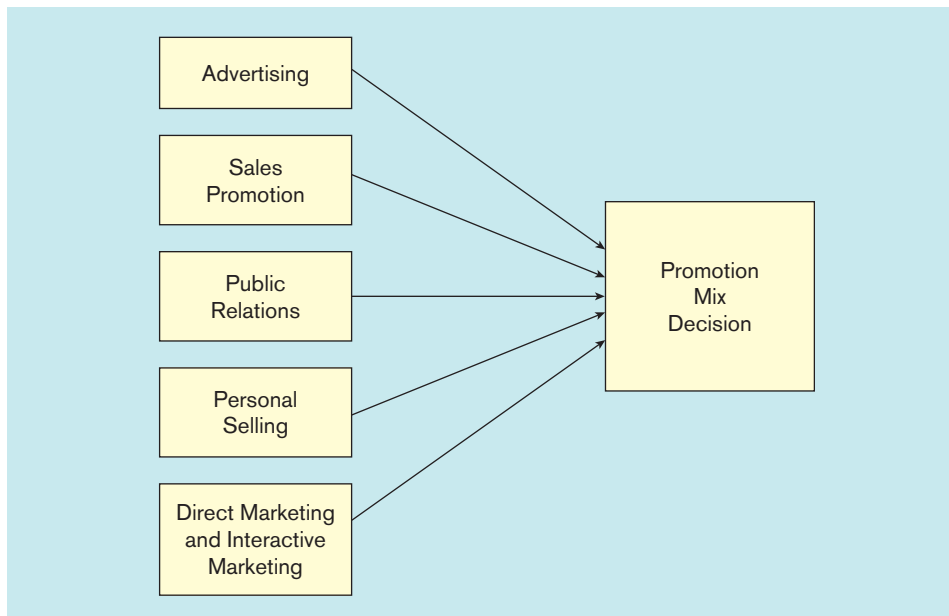 Advertising
Sales
Promotion
Public
Relations
Personal
Selling
Direct Marketing
and Interactive
Marketing
Promotion
Mix
Decision